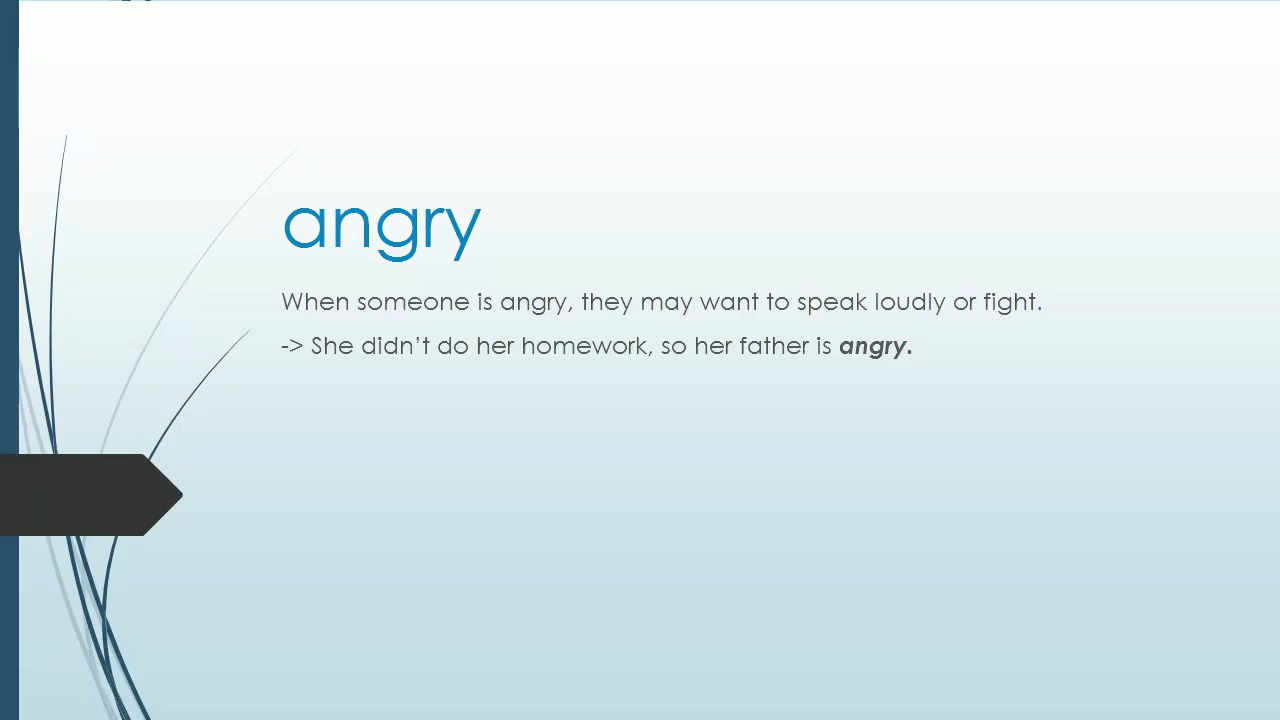 angry
When someone is angry, they may want to speak loudly or fight.
-> She didn’t do her homework, so her father is angry.